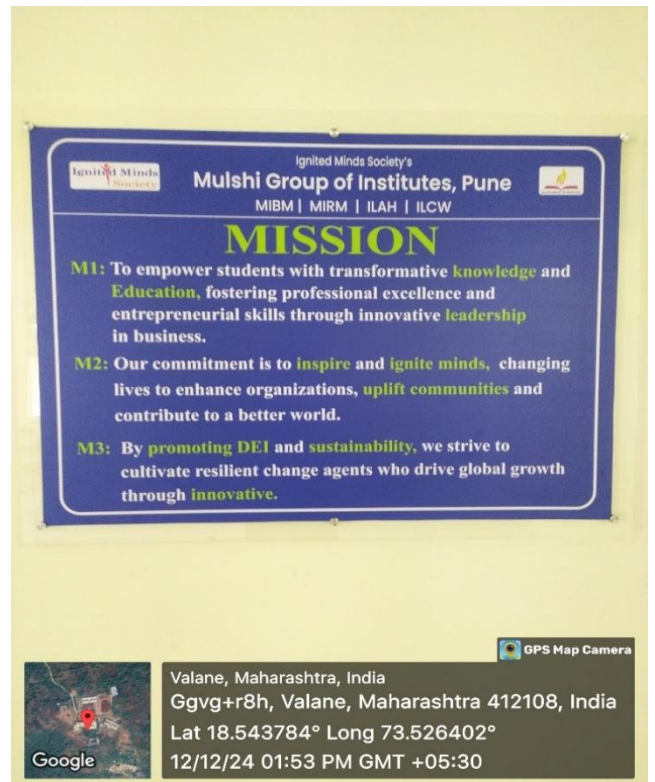 Ignited Minds
Society
Ignited Minds Society's
Mulshi Group of Institutes, Pune
MIBM | MIRM | ILAH | ILCW
MISSION
M1: To empower students with transformative knowledge and
Education, fostering professional excellence and
entrepreneurial skills through innovative leadership
in business.
M2: Our commitment is to inspire and ignite minds, changing
lives to enhance organizations, uplift communities and
contribute to a better world.
M3: By promoting DEI and sustainability, we strive to
cultivate resilient change agents who drive global growth
through innovative.
GPS Map Camera
Google
Valane, Maharashtra, India
Ggvg+r8h, Valane, Maharashtra 412108, India
Lat 18.543784° Long 73.526402°
12/12/24 01:53 PM GMT +05:30